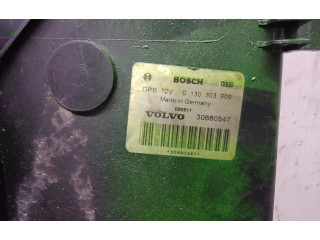 BOSCH
DPB 12V 0 130 303 909
Made in Germany
VOLVO 30680547